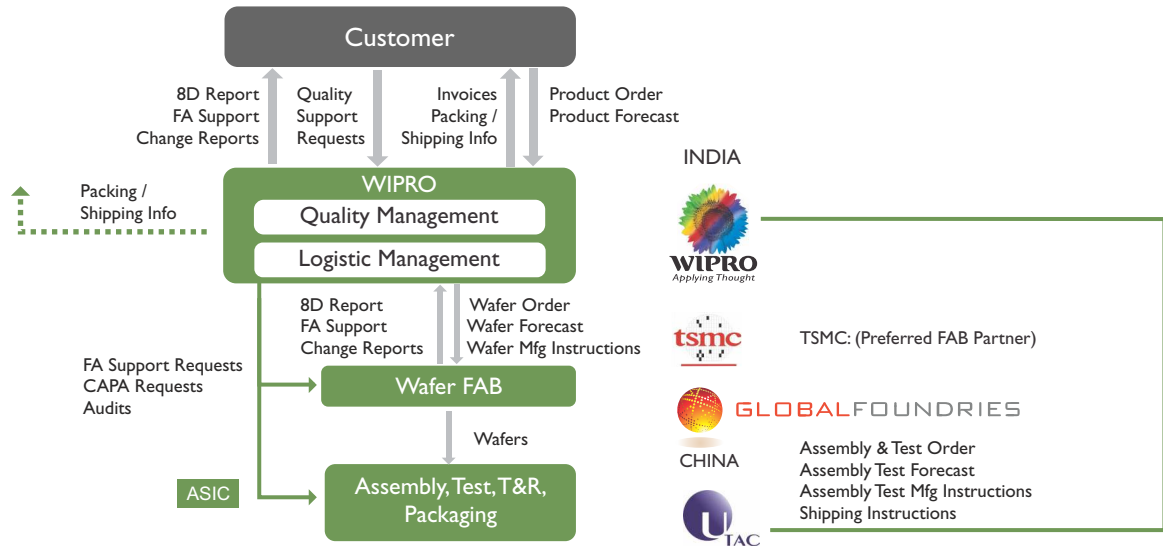 Customer
8D Report
FA Support
Change Reports
Quality
Support
Requests
Invoices
Packing /
Shipping Info
Product Order
Product Forecast
Packing /
Shipping Info
WIPRO
Quality Management
Logistic Management
8D Report
FA Support
Change Reports
Wafer Order
Wafer Forecast
Wafer Mfg Instructions
FA Support Requests
CAPA Requests
Audits
Wafer FAB
Wafers
ASIC
Assembly, Test, T&R,
Packaging
INDIA
WIPRO
Applying Thought
tsmc
TSMC: (Preferred FAB Partner)
GLOBALFOUNDRIES
CHINA
Assembly & Test Order
Assembly Test Forecast
Assembly Test Mfg Instructions
Shipping Instructions
UTAC